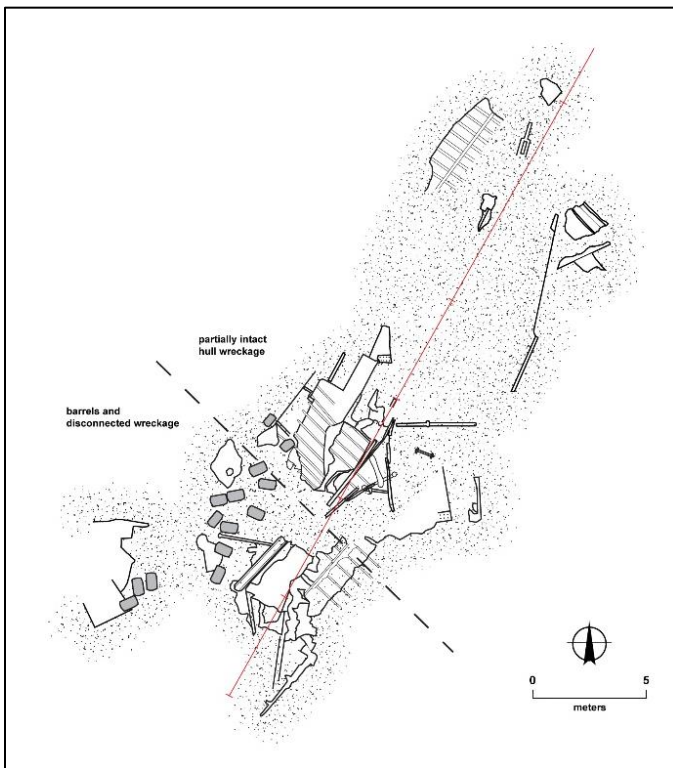 partially intact
hull wreckage
barrels and
disconnected wreckage
0 5
meters